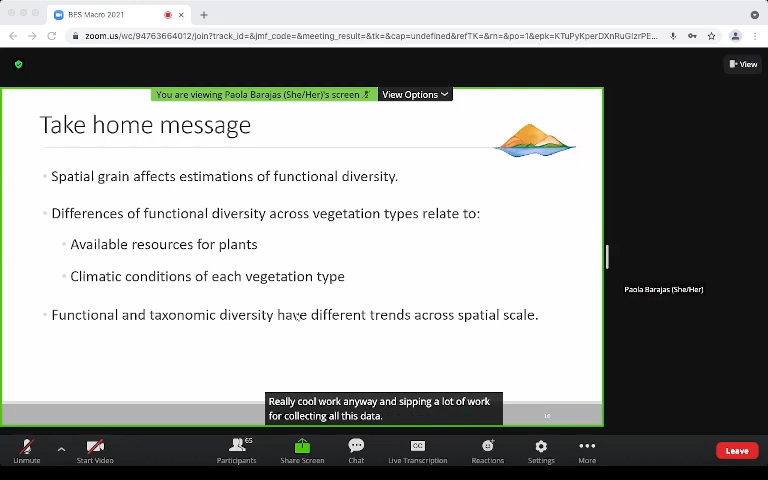 BES Macro 2021
zoom.us/wc/94763664012/join?track_id=&jmf_code=&meeting_result=&tk=&cap=undefined&refTK=&rn=&po=1&epk=KTuPyKperDXnRuGlzrPE...
View
You are viewing Paola Barajas (She/Her)'s screen
View Options
Take home message
Spatial grain affects estimations of functional diversity.
Differences of functional diversity across vegetation types relate to:
Available resources for plants
Climatic conditions of each vegetation type
Functional and taxonomic diversity have different trends across spatial scale.
Paola Barajas (She/Her)
Really cool work anyway and sipping a lot of work
for collecting all this data.
16
Unmute
Start Video
65
Participants
Share Screen
Chat
CC
Live Transcription
Reactions
Settings
More
Leave